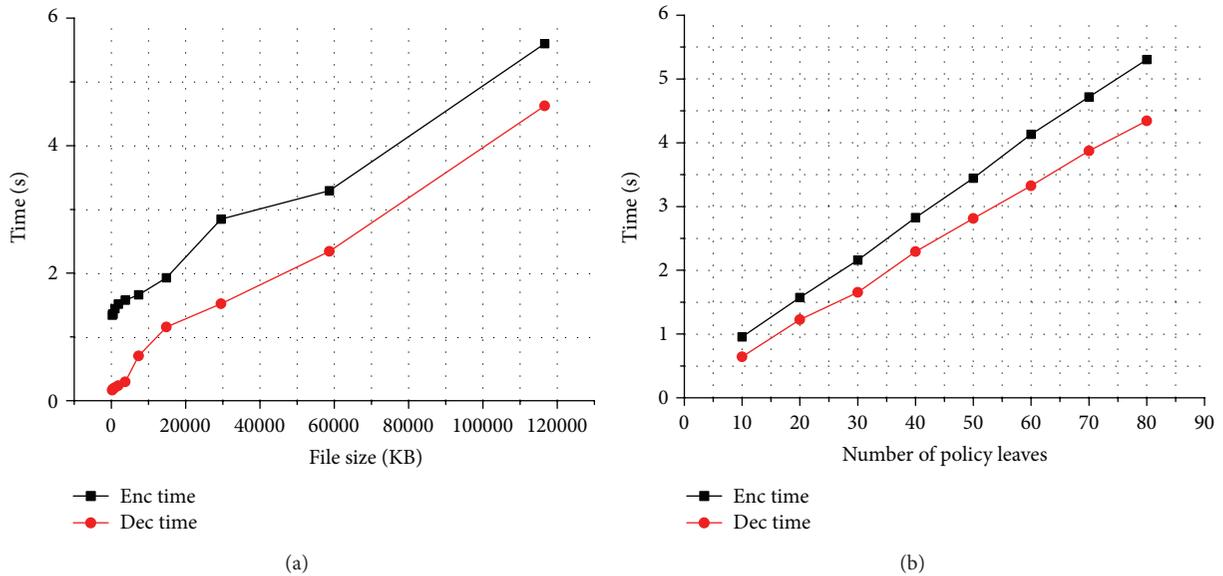 6
4
2
0
Time (s)
0 20000 40000 60000 80000 100000 120000
File size (KB)
Enc time
Dec time
(a)
6
5
4
3
2
1
0
Time (s)
0 10 20 30 40 50 60 70 80 90
Number of policy leaves
Enc time
Dec time
(b)